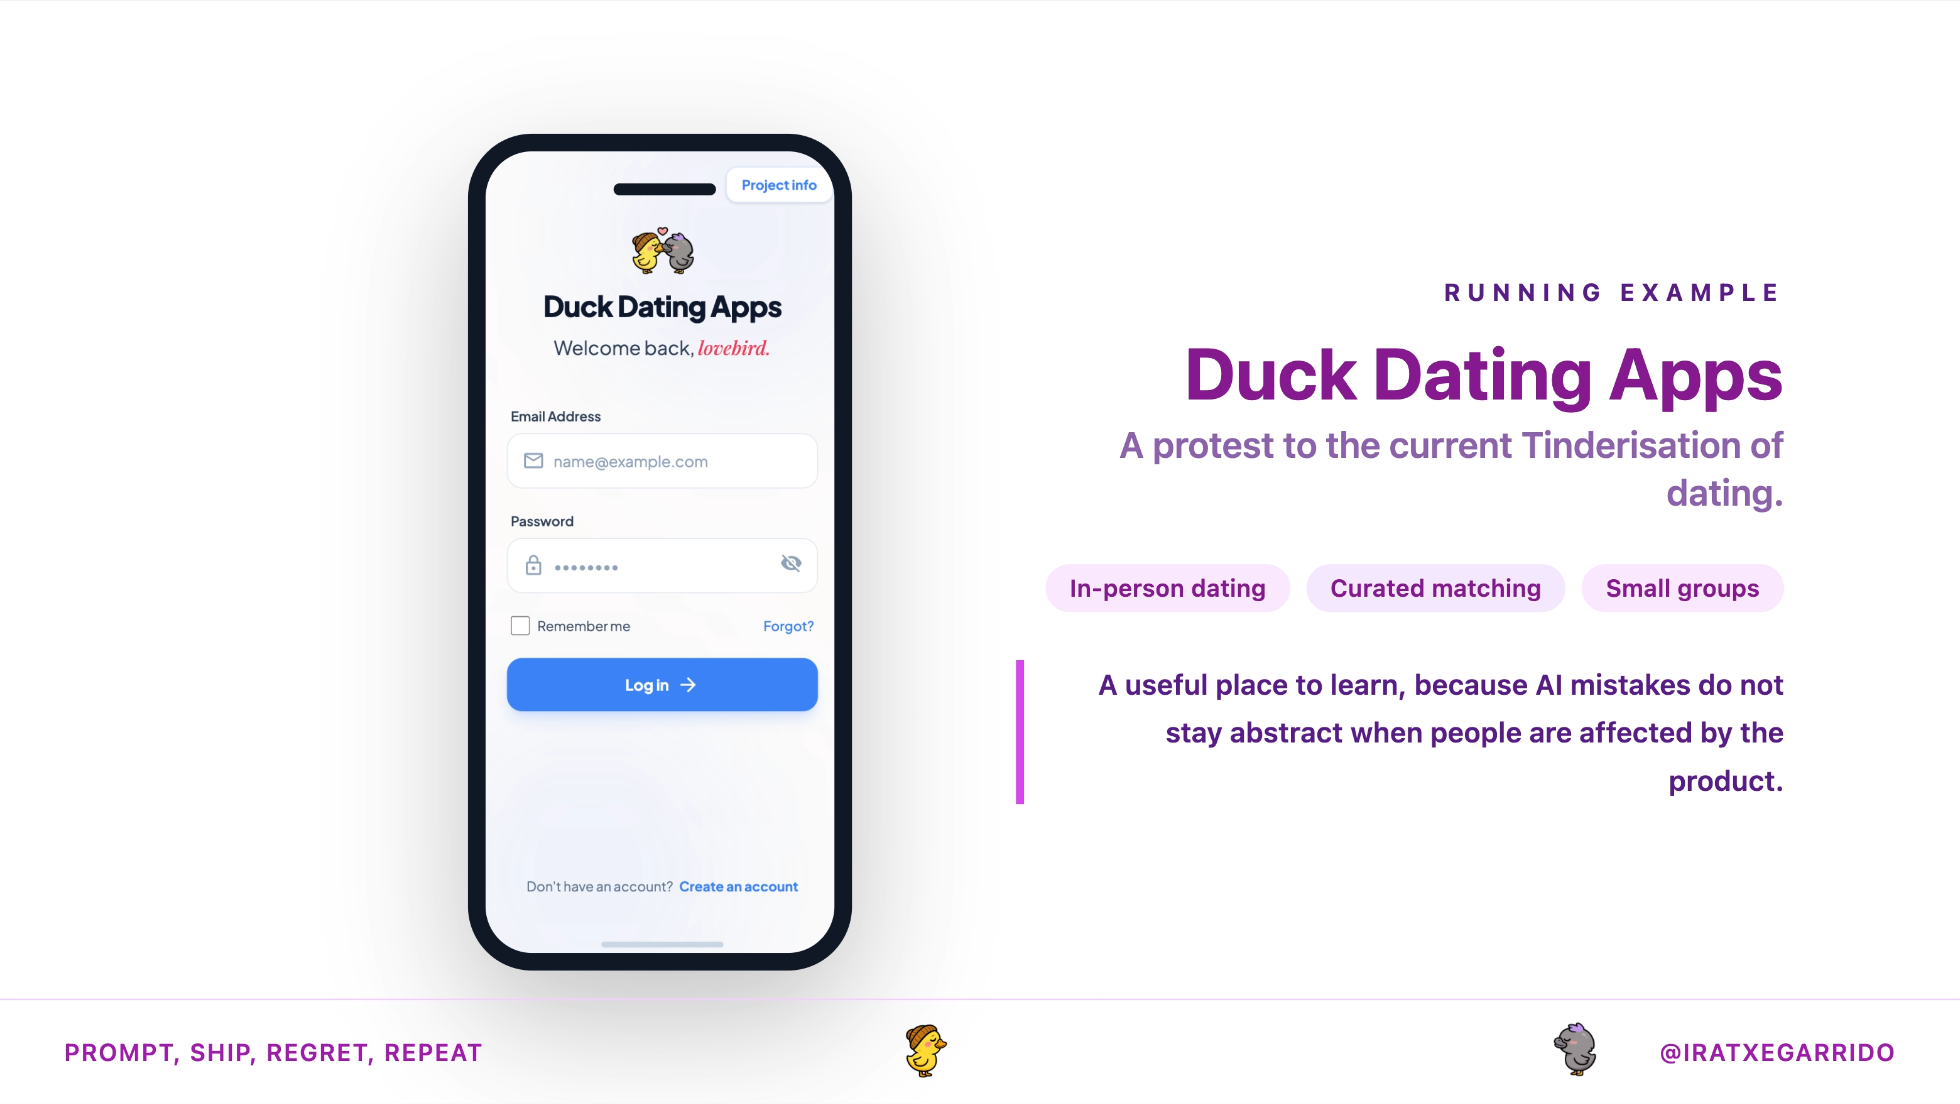 Project info
Duck Dating Apps
Welcome back, lovebird.
Email Address
name@example.com
Password
Remember me
Forgot?
Log in
Don't have an account? Create an account
RUNNING EXAMPLE
Duck Dating Apps
A protest to the current Tinderisation of
dating.
In-person dating
Curated matching
Small groups
A useful place to learn, because AI mistakes do not
stay abstract when people are affected by the
product.
PROMPT, SHIP, REGRET, REPEAT
@IRATXEGARRIDO